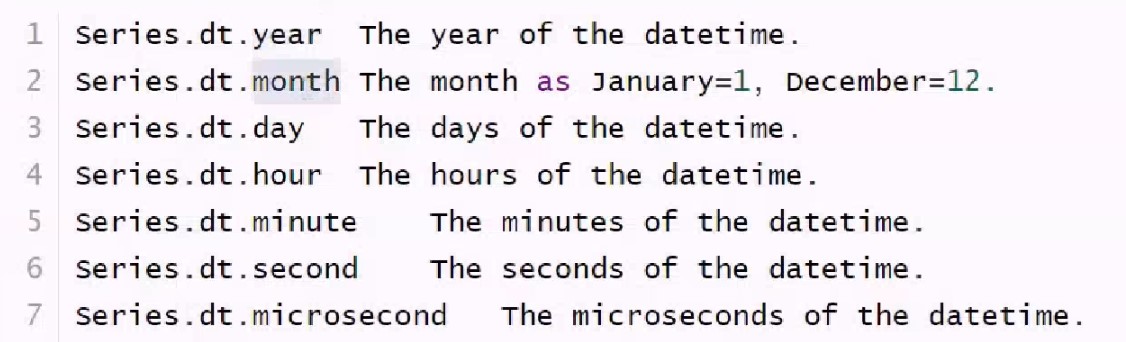 1 Series.dt.year The year of the datetime.
2 Series.dt.month The month as January=1, December=12.
3 Series.dt.day The days of the datetime.
4 Series.dt.hour The hours of the datetime.
5 Series.dt.minute The minutes of the datetime.
6 Series.dt.second The seconds of the datetime.
7 Series.dt.microsecond The microseconds of the datetime.